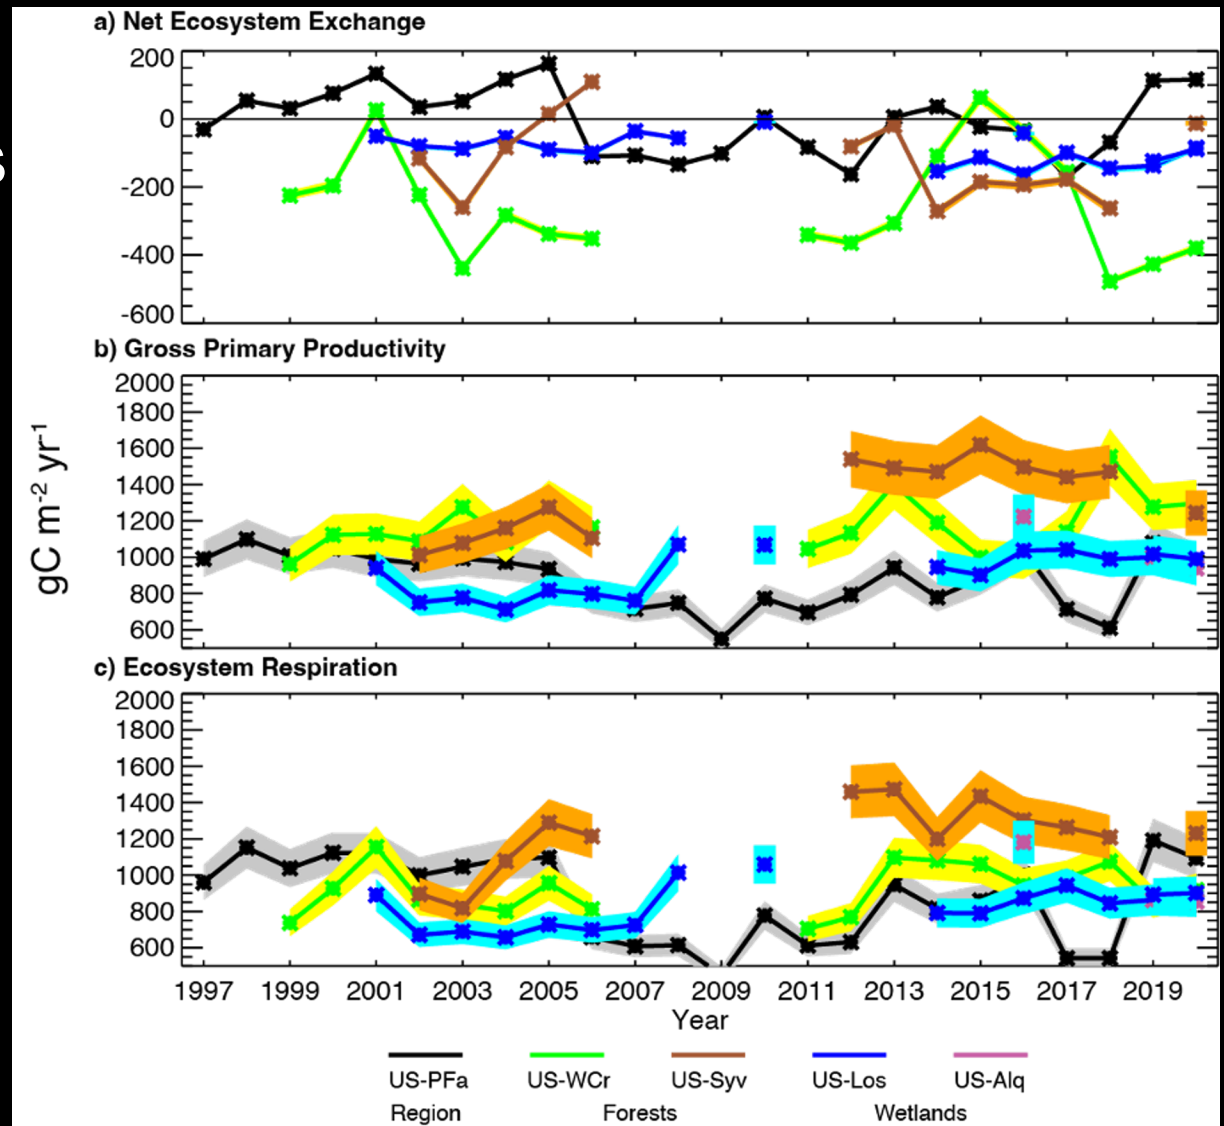 s
a) Net Ecosystem Exchange
200
0
-200
-400
-600
b) Gross Primary Productivity
2000
1800
1600
1400
1200
1000
800
600
gC m-2 yr-1
c) Ecosystem Respiration
2000
1800
1600
1400
1200
1000
800
600
1997 1999 2001 2003 2005 2007 2009 2011 2013 2015 2017 2019
Year
US-PFa US-WCr US-Syv US-Los US-Alq
Region Forests Wetlands